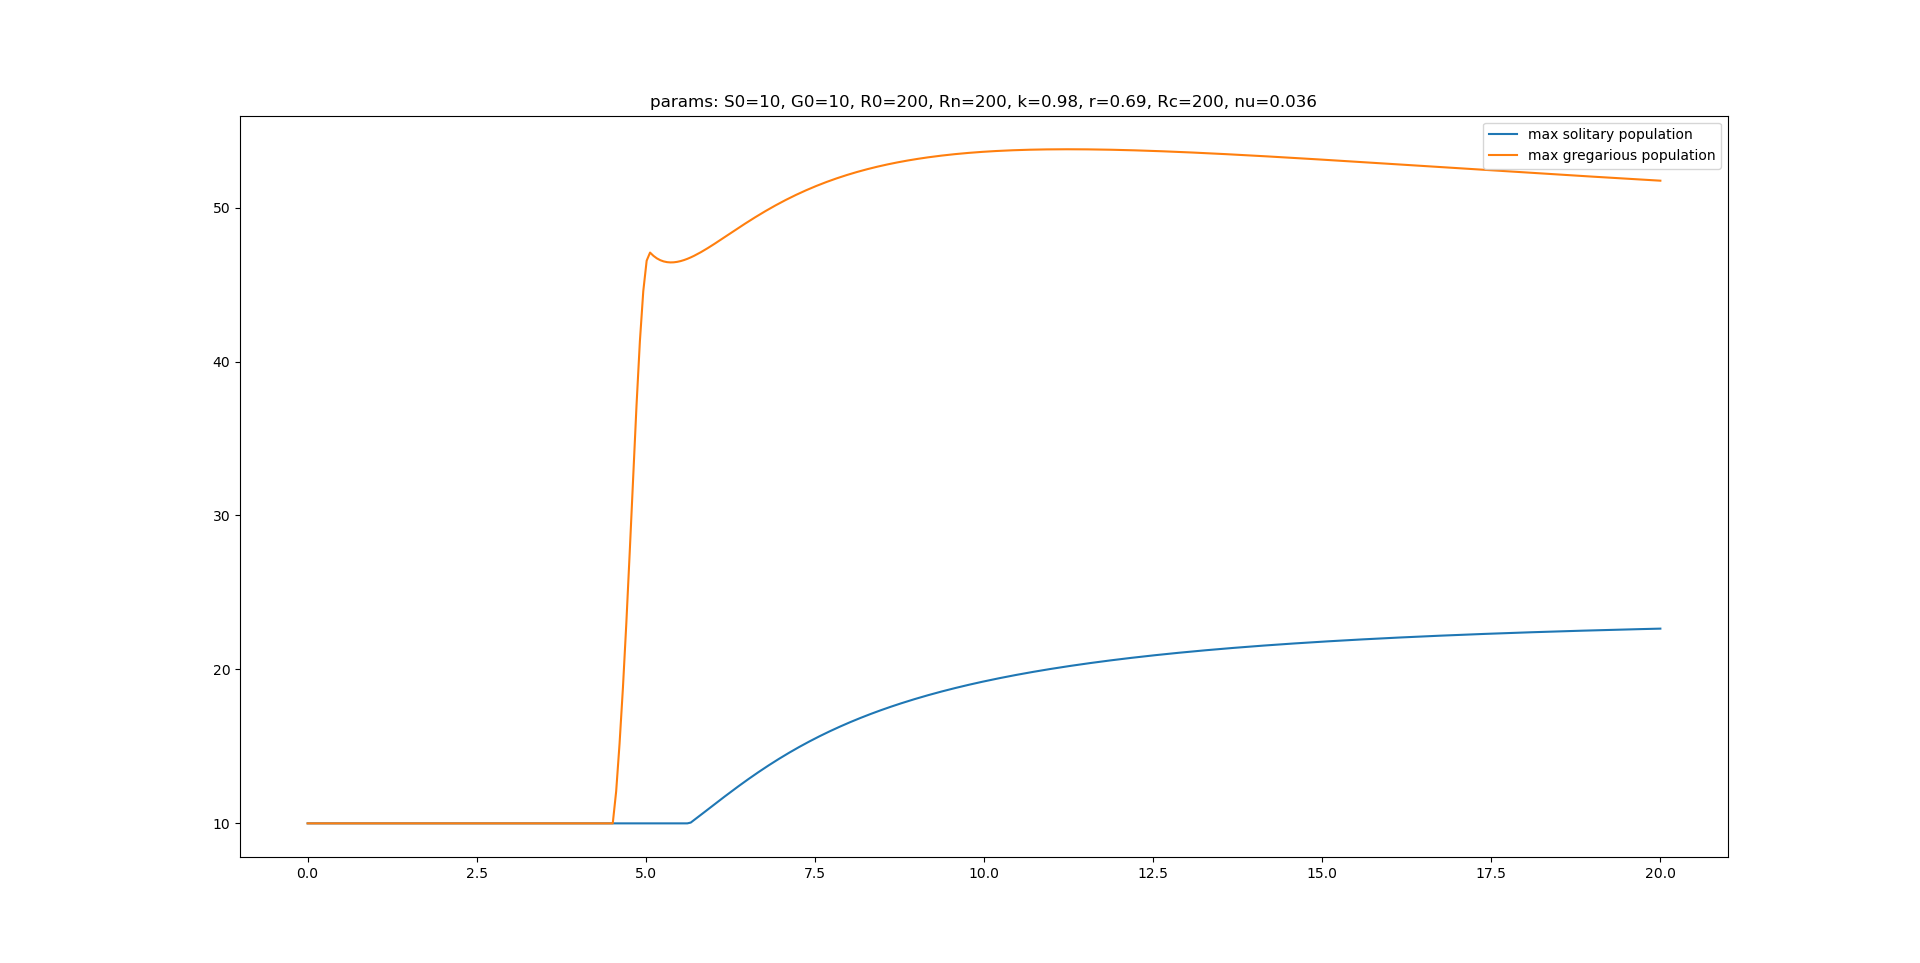 params: S0=10, G0=10, R0=200, Rn=200, k=0.98, r=0.69, Rc=200, nu=0.036
max solitary population
max gregarious population
50
40
30
20
10
0.0 2.5 5.0 7.5 10.0 12.5 15.0 17.5 20.0